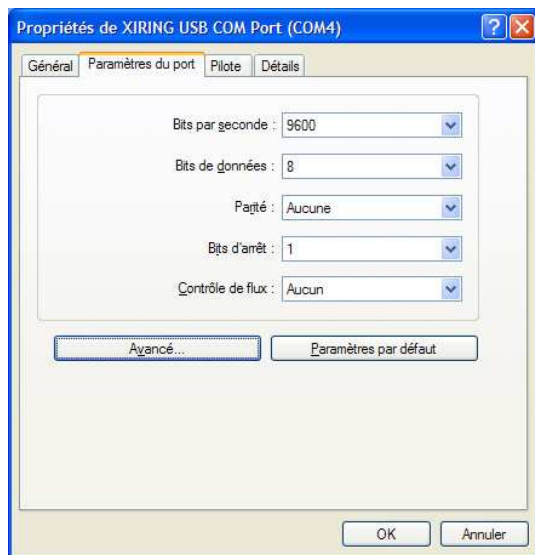 Propriétés de XIRING USB COM Port (COM4)
Général Paramètres du port Pilote Détails
Bits par seconde : 9600
Bits de données : 8
Parité : Aucune
Bits d'arrêt : 1
Contrôle de flux : Aucun
Avancé... Paramètres par défaut
OK Annuler